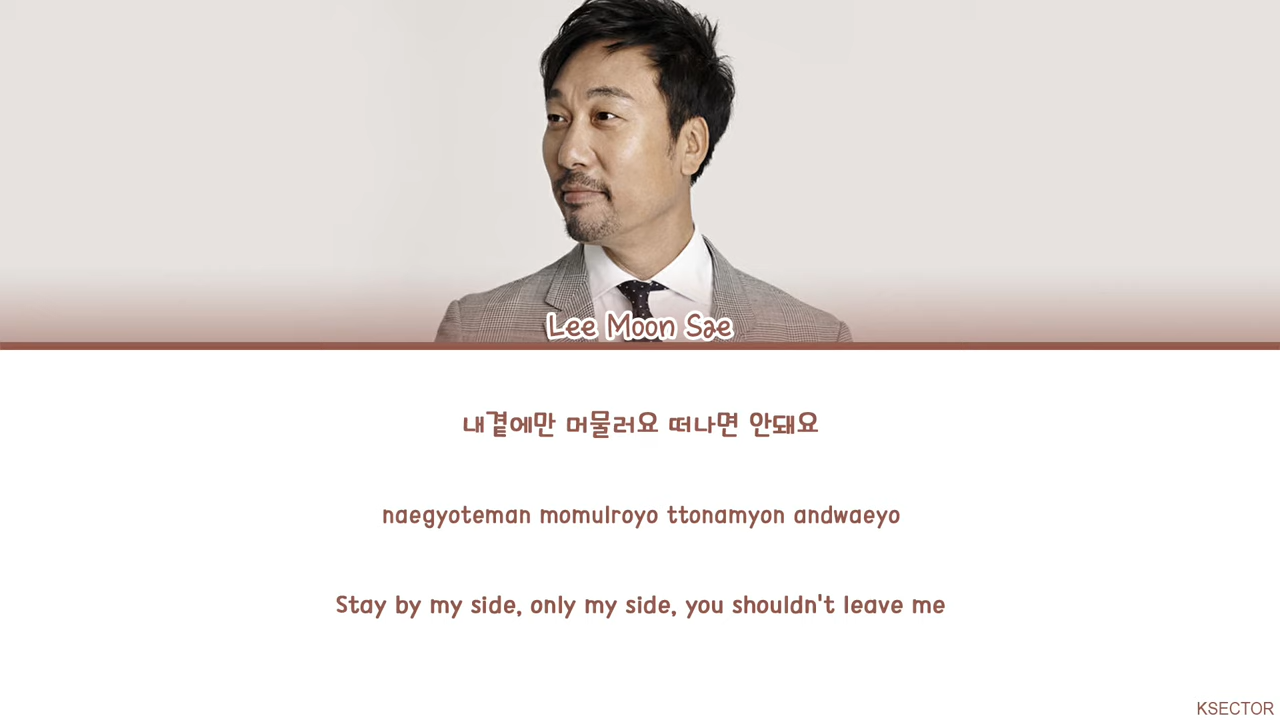 Lee Moon Sae
내곁에만 머물러요 떠나면 안돼요
naegyoteman momulroyo ttonamyon andwaeyo
Stay by my side, only my side, you shouldn't leave me
KSECTOR